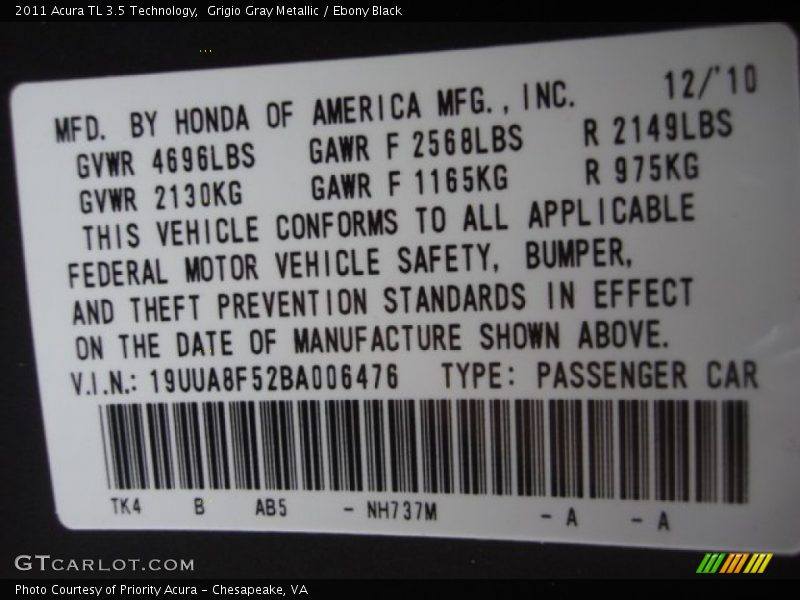 2011 Acura TL 3.5 Technology,  Grigio Gray Metallic / Ebony Black
12/'10
MFD. BY HONDA OF AMERICA MFG., INC.
GVWR 4696LBS GAWR F 2568LBS R 2149LBS
GVWR 2130KG GAWR F 1165KG R 975KG
THIS VEHICLE CONFORMS TO ALL APPLICABLE
FEDERAL MOTOR VEHICLE SAFETY, BUMPER,
AND THEFT PREVENTION STANDARDS IN EFFECT
ON THE DATE OF MANUFACTURE SHOWN ABOVE.
V.I.N.: 19UUA8F52BA006476 TYPE: PASSENGER CAR
TK4 B AB5 - NH737M - A - A
GTCARLOT.COM
Photo Courtesy of Priority Acura - Chesapeake, VA